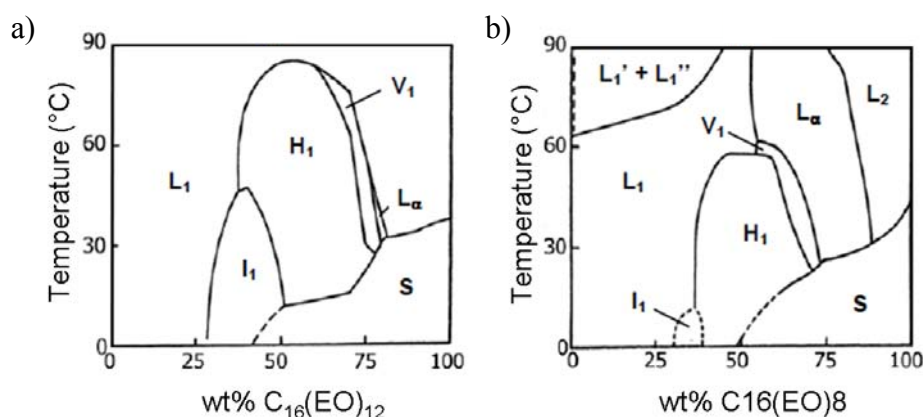 a)
90
60
30
0
Temperature (°C)
L₁
H₁
I₁
V₁
Lα
S
0 25 50 75 100
wt% C₁₆(EO)₁₂
b)
90
60
30
0
Temperature (°C)
L₁' + L₁''
L₁
V₁
Lα
L₂
H₁
I₁
S
0 25 50 75 100
wt% C16(EO)8